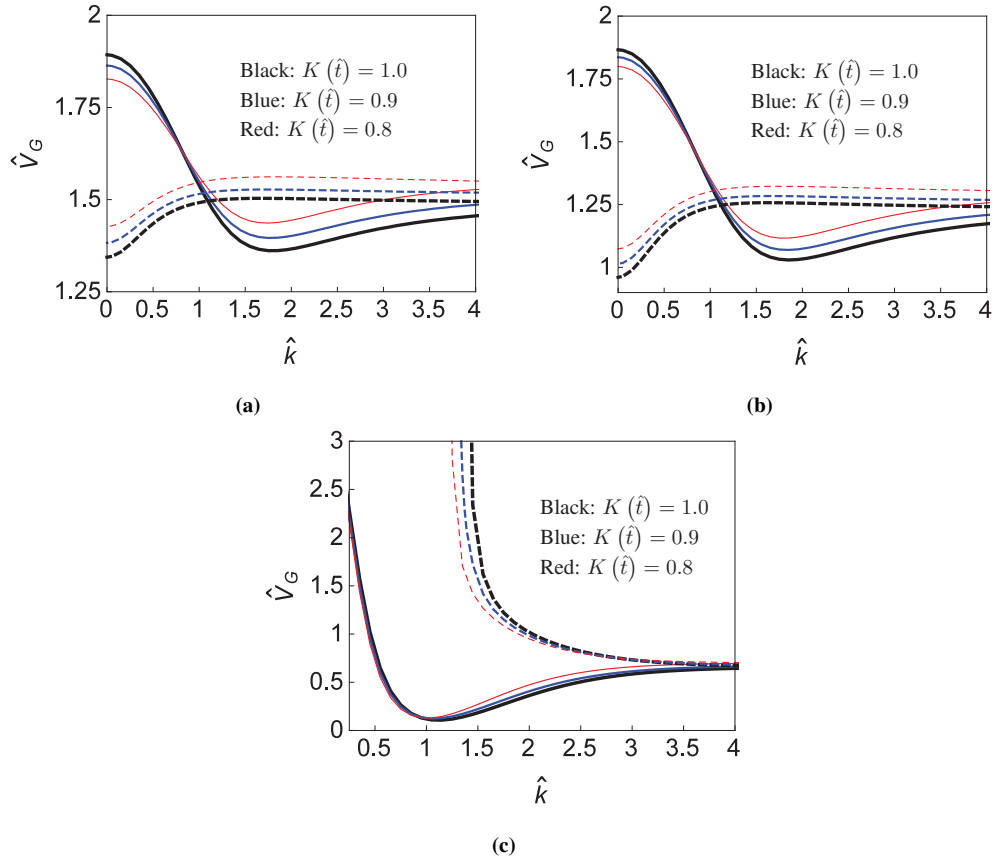 2
1.75
1.5
1.25
V̂_G
Black: K (t̂) = 1.0
Blue: K (t̂) = 0.9
Red: K (t̂) = 0.8
0 0.5 1 1.5 2 2.5 3 3.5 4
k̂
(a)
2
1.75
1.5
1.25
1
V̂_G
Black: K (t̂) = 1.0
Blue: K (t̂) = 0.9
Red: K (t̂) = 0.8
0 0.5 1 1.5 2 2.5 3 3.5 4
k̂
(b)
3
2.5
2
1.5
1
0.5
0
V̂_G
Black: K (t̂) = 1.0
Blue: K (t̂) = 0.9
Red: K (t̂) = 0.8
0.5 1 1.5 2 2.5 3 3.5 4
k̂
(c)